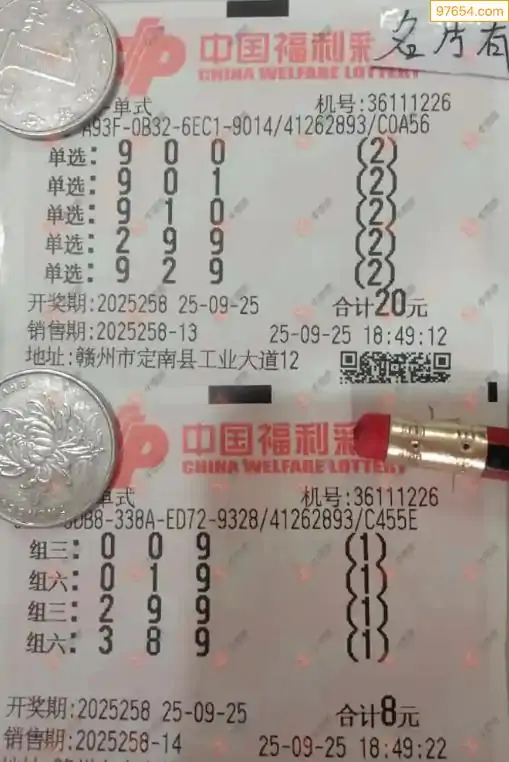 97654.com
名片有
中国福利彩
CHINA WELFARE LOTTERY
单式 机号:36111226
A93F-0B32-6EC1-9014/41262893/C0A56
单选: 9 0 0 (2)
单选: 9 0 1 (2)
单选: 9 1 0 (2)
单选: 2 9 9 (2)
单选: 9 2 9 (2)
开奖期:2025258 25-09-25 合计20元
销售期:2025258-13 25-09-25 18:49:12
地址:赣州市定南县工业大道12
中国福利彩
CHINA WELFARE LOTTERY
单式 机号:36111226
DB8-338A-ED72-9328/41262893/C455E
组三: 0 0 9 (1)
组六: 0 1 9 (1)
组三: 2 9 9 (1)
组六: 3 8 9 (1)
开奖期:2025258 25-09-25 合计8元
销售期:2025258-14 25-09-25 18:49:22